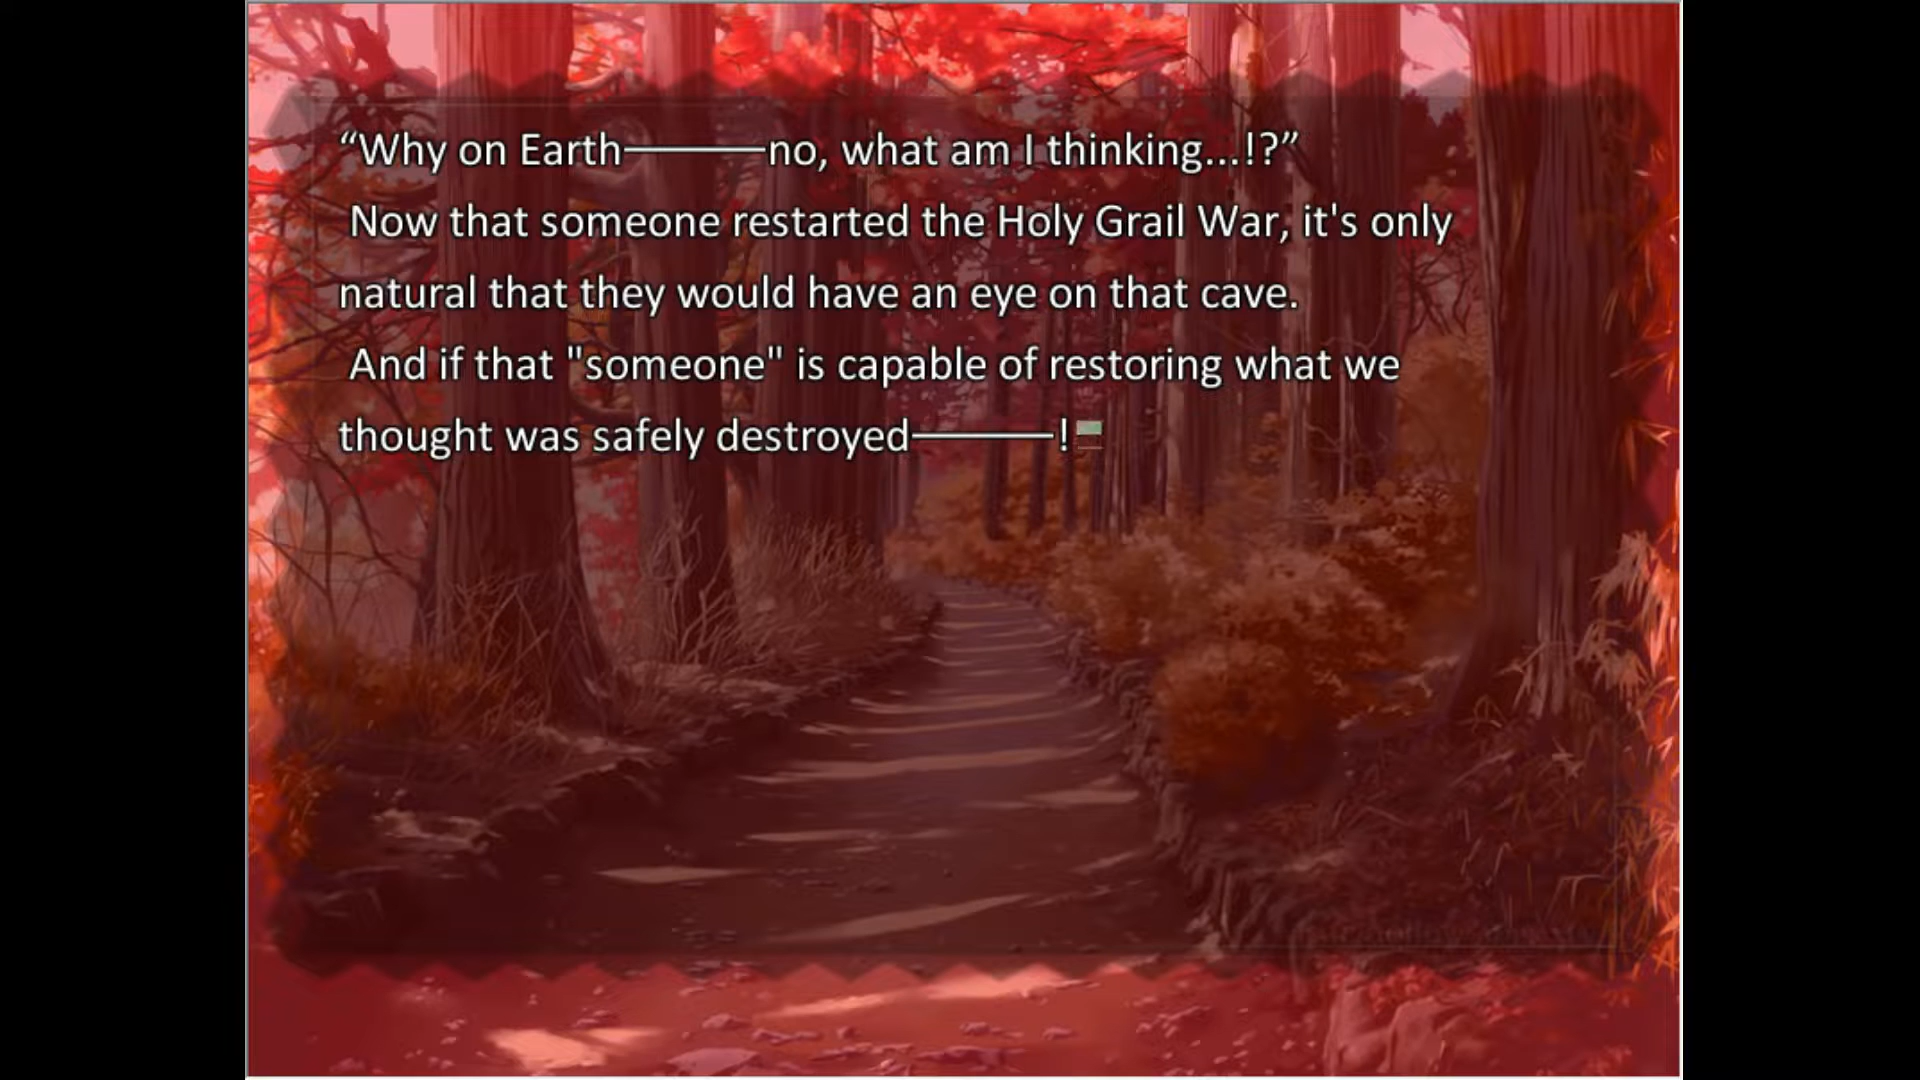 “Why on Earth―――no, what am I thinking...!?”
Now that someone restarted the Holy Grail War, it's only
natural that they would have an eye on that cave.
And if that "someone" is capable of restoring what we
thought was safely destroyed―――!